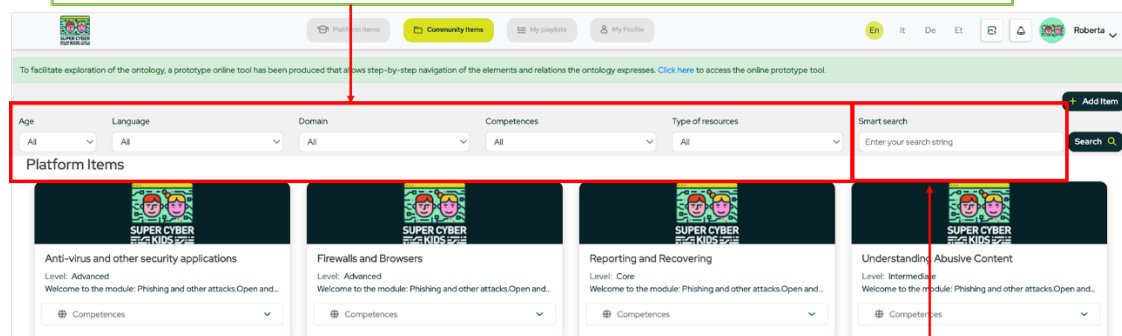 SUPER CYBER
Platform Items
Community Items
My playlists
My Profile
En It De Et
Roberta
To facilitate exploration of the ontology, a prototype online tool has been produced that allows step-by-step navigation of the elements and relations the ontology expresses. Click here to access the online prototype tool.
+ Add Item
Age Language Domain Competences Type of resources Smart search
All All All All All Enter your search string Search
Platform Items
SUPER CYBER KIDS
SUPER CYBER KIDS
SUPER CYBER KIDS
SUPER CYBER KIDS
Anti-virus and other security applications
Level: Advanced
Welcome to the module: Phishing and other attacks.Open and...
Competences
Firewalls and Browsers
Level: Advanced
Welcome to the module: Phishing and other attacks.Open and...
Competences
Reporting and Recovering
Level: Core
Welcome to the module: Phishing and other attacks.Open and...
Competences
Understanding Abusive Content
Level: Intermediate
Welcome to the module: Phishing and other attacks.Open and...
Competences